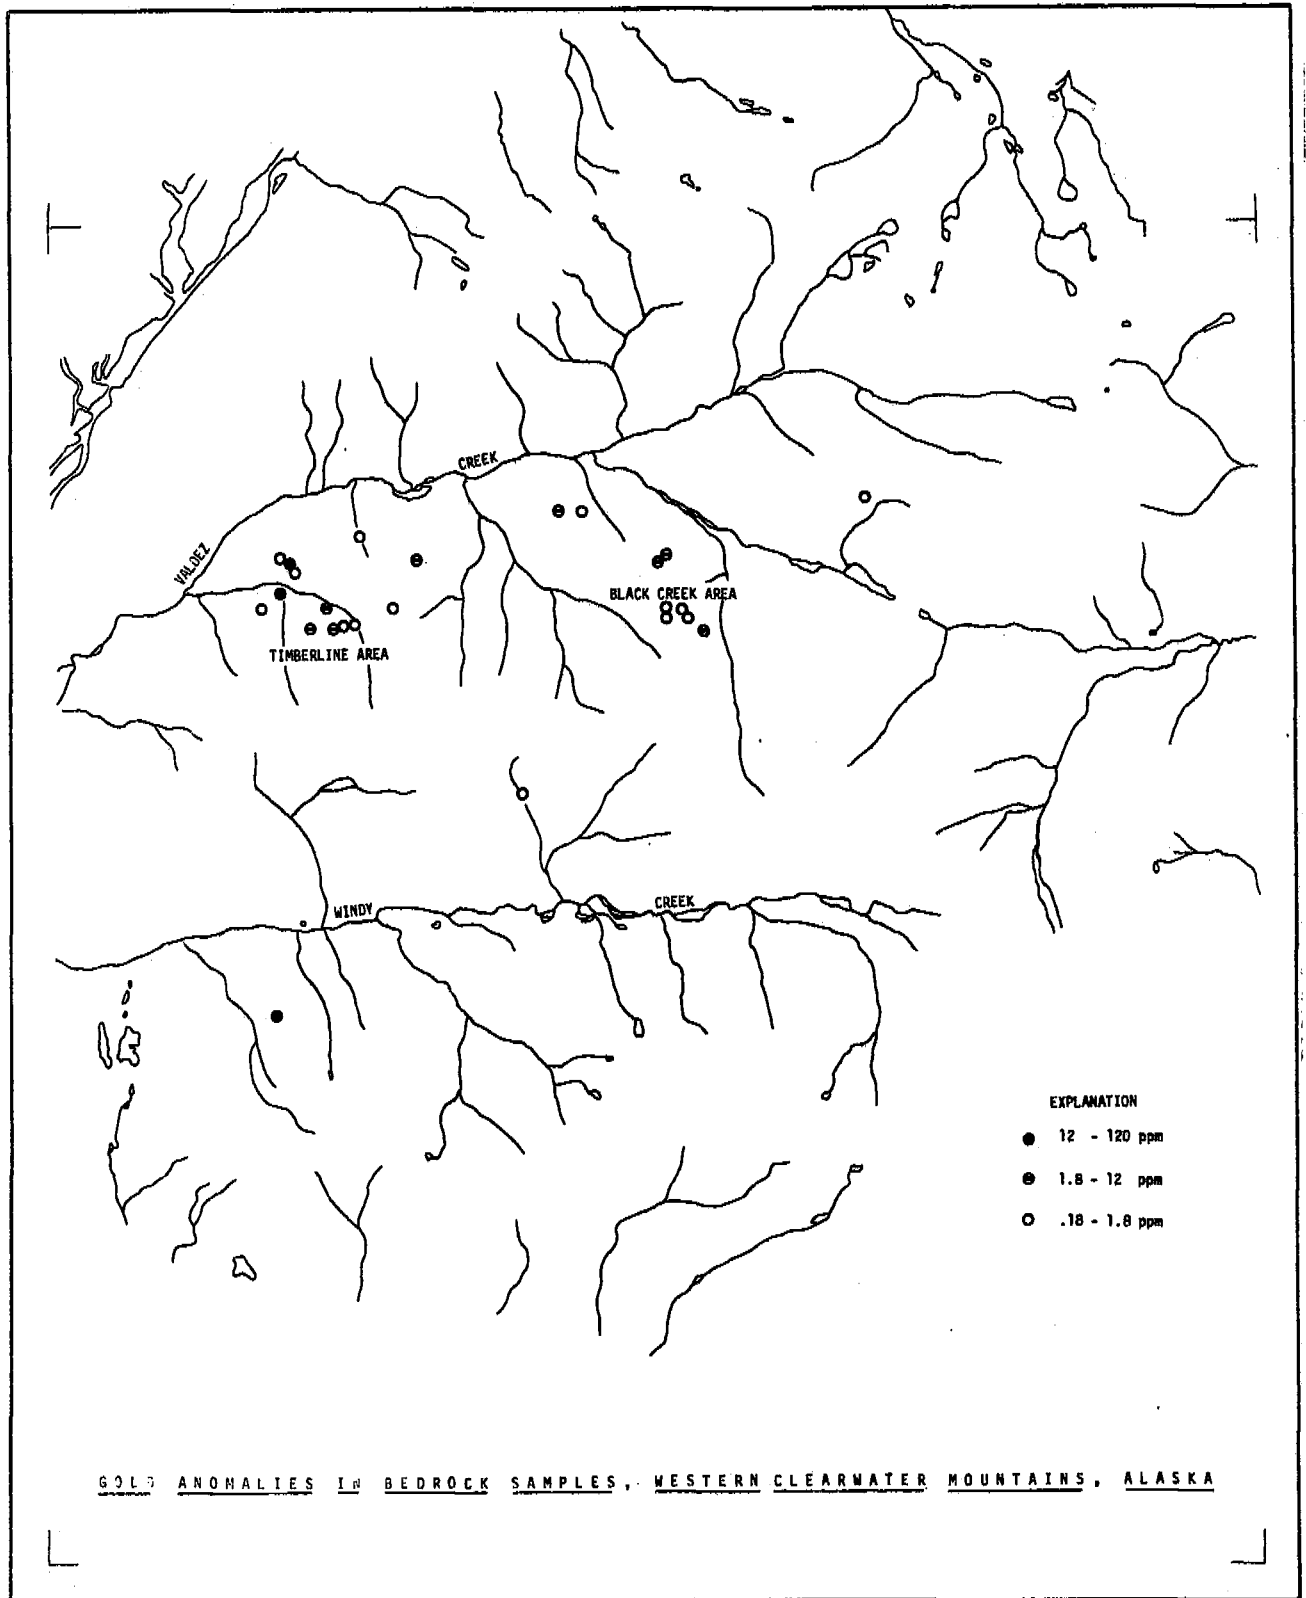 CREEK
VALDEZ
BLACK CREEK AREA
TIMBERLINE AREA
WINDY
CREEK
EXPLANATION
12 - 120 ppm
1.8 - 12 ppm
.18 - 1.8 ppm
GOLD ANOMALIES IN BEDROCK SAMPLES, WESTERN CLEARWATER MOUNTAINS, ALASKA